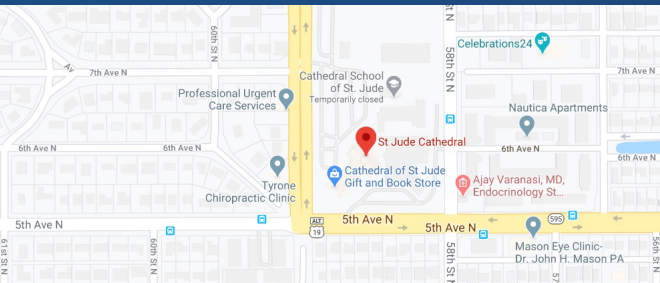 60th St N
58th St N
St N
Celebrations24
Av
7th Ave N
Cathedral School
of St. Jude
Temporarily closed
7th Ave N
Professional Urgent
Care Services
Nautica Apartments
St Jude Cathedral
6th Ave N
6th Ave N
6th Ave N
6th Ave N
Cathedral of St Jude
Gift and Book Store
Tyrone
Chiropractic Clinic
Ajay Varanasi, MD,
Endocrinology St...
5th Ave N
ALT
19
5th Ave N
5th Ave N
595
61st St N
60th St N
58th St N
Mason Eye Clinic-
Dr. John H. Mason PA